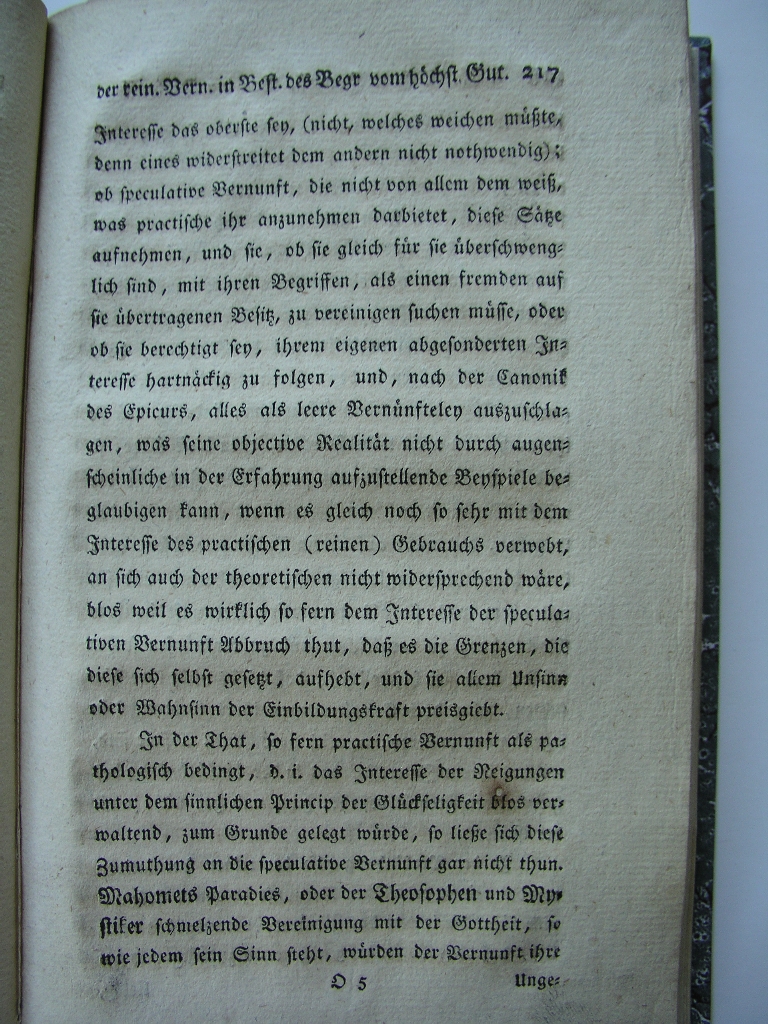 der rein. Vern. in Best. des Begr vom höchst. Gut. 217
Interesse das oberste sey, (nicht, welches weichen müßte,
denn eines widerstreitet dem andern nicht nothwendig);
ob speculative Vernunft, die nicht von allem dem weiß,
was practische ihr anzunehmen darbietet, diese Sätze
aufnehmen, und sie, ob sie gleich für sie überschweng-
lich sind, mit ihren Begriffen, als einen fremden auf
sie übertragenen Besitz, zu vereinigen suchen müsse, oder
ob sie berechtigt sey, ihrem eigenen abgesonderten In-
teresse hartnäckig zu folgen, und, nach der Canonik
des Epicurs, alles als leere Vernünfteley auszuschla-
gen, was seine objective Realität nicht durch augen-
scheinliche in der Erfahrung aufzustellende Beyspiele be-
glaubigen kann, wenn es gleich noch so sehr mit dem
Interesse des practischen (reinen) Gebrauchs verwebt,
an sich auch der theoretischen nicht widersprechend wäre,
blos weil es wirklich so fern dem Interesse der specula-
tiven Vernunft Abbruch thut, daß es die Grenzen, die
diese sich selbst gesetzt, aufhebt, und sie allem Unsinn
oder Wahnsinn der Einbildungskraft preisgiebt.
In der That, so fern practische Vernunft als pa-
thologisch bedingt, d. i. das Interesse der Neigungen
unter dem sinnlichen Princip der Glückseligkeit blos ver-
waltend, zum Grunde gelegt würde, so ließe sich diese
Zumuthung an die speculative Vernunft gar nicht thun.
Mahomets Paradies, oder der Theosophen und My-
stiker schmelzende Vereinigung mit der Gottheit, so
wie jedem sein Sinn steht, würden der Vernunft ihre
O 5 Unge-